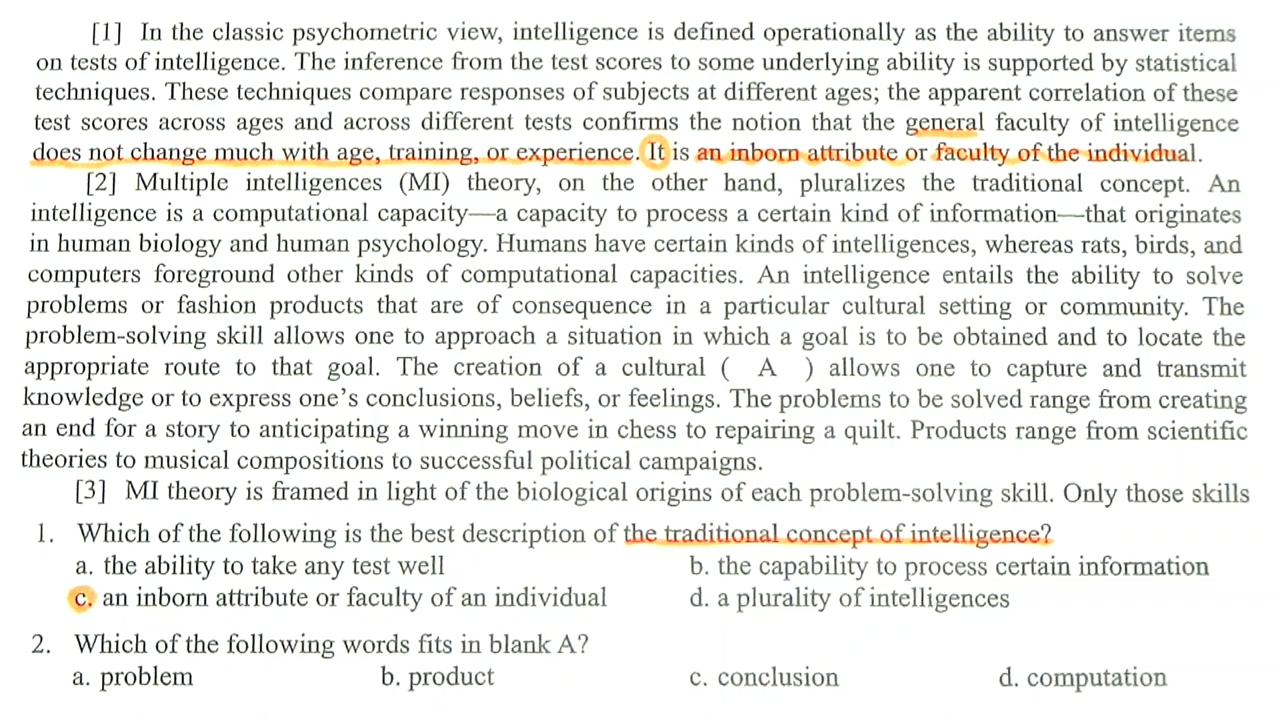 [1] In the classic psychometric view, intelligence is defined operationally as the ability to answer items
on tests of intelligence. The inference from the test scores to some underlying ability is supported by statistical
techniques. These techniques compare responses of subjects at different ages; the apparent correlation of these
test scores across ages and across different tests confirms the notion that the general faculty of intelligence
does not change much with age, training, or experience. It is an inborn attribute or faculty of the individual.
[2] Multiple intelligences (MI) theory, on the other hand, pluralizes the traditional concept. An
intelligence is a computational capacity—a capacity to process a certain kind of information—that originates
in human biology and human psychology. Humans have certain kinds of intelligences, whereas rats, birds, and
computers foreground other kinds of computational capacities. An intelligence entails the ability to solve
problems or fashion products that are of consequence in a particular cultural setting or community. The
problem-solving skill allows one to approach a situation in which a goal is to be obtained and to locate the
appropriate route to that goal. The creation of a cultural ( A ) allows one to capture and transmit
knowledge or to express one's conclusions, beliefs, or feelings. The problems to be solved range from creating
an end for a story to anticipating a winning move in chess to repairing a quilt. Products range from scientific
theories to musical compositions to successful political campaigns.
[3] MI theory is framed in light of the biological origins of each problem-solving skill. Only those skills
1. Which of the following is the best description of the traditional concept of intelligence?
a. the ability to take any test well b. the capability to process certain information
c. an inborn attribute or faculty of an individual d. a plurality of intelligences
2. Which of the following words fits in blank A?
a. problem b. product c. conclusion d. computation